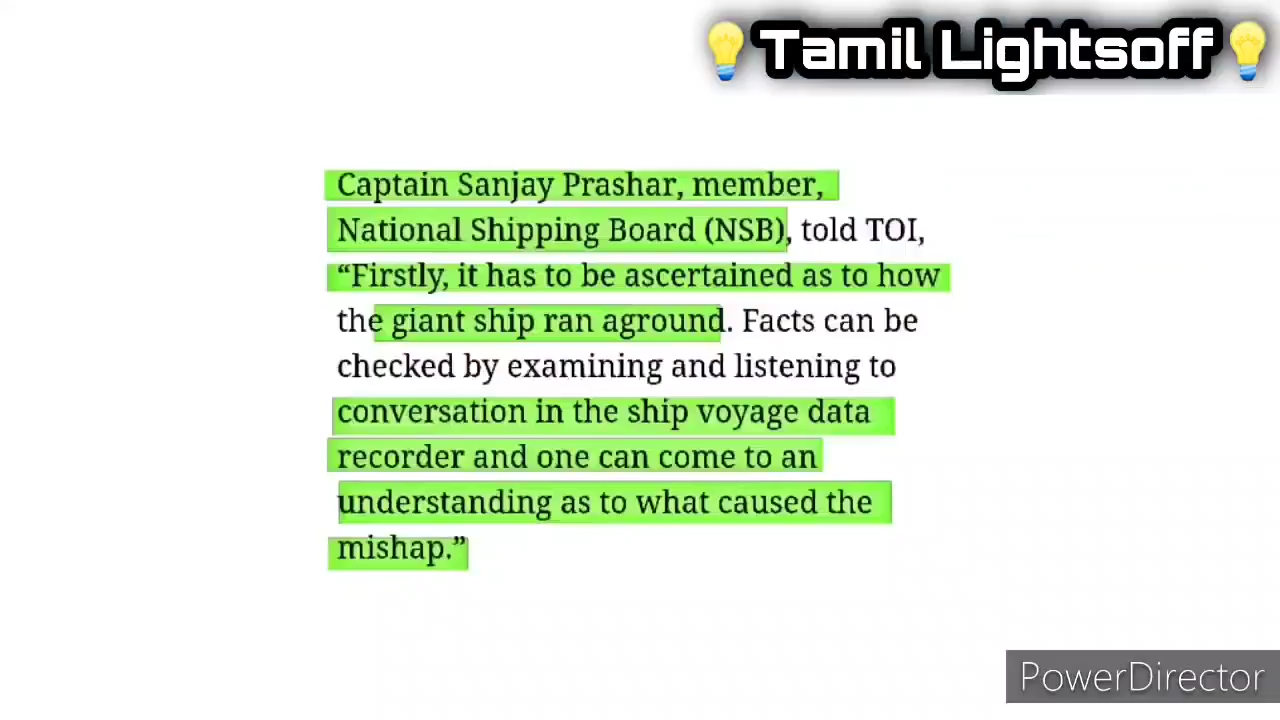 Tamil Lightsoff
Captain Sanjay Prashar, member,
National Shipping Board (NSB), told TOI,
“Firstly, it has to be ascertained as to how
the giant ship ran aground. Facts can be
checked by examining and listening to
conversation in the ship voyage data
recorder and one can come to an
understanding as to what caused the
mishap.”
PowerDirector